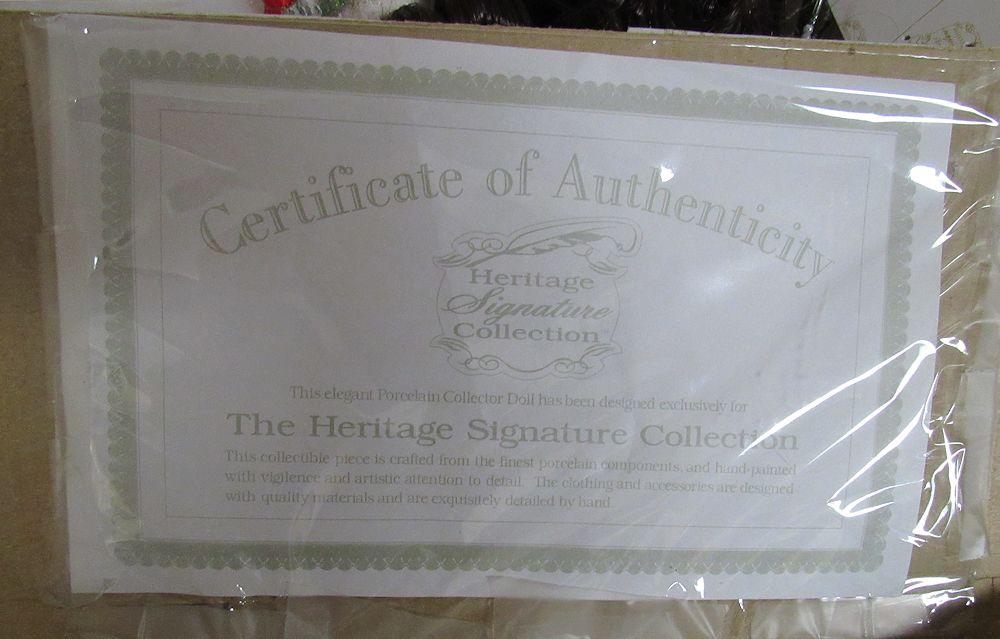 Certificate of Authenticity
Heritage
Signature
Collection™
This elegant Porcelain Collector Doll has been designed exclusively for
The Heritage Signature Collection
This collectible piece is crafted from the finest porcelain components, and hand-painted
with vigilence and artistic attention to detail. The clothing and accessories are designed
with quality materials and are exquisitely detailed by hand.